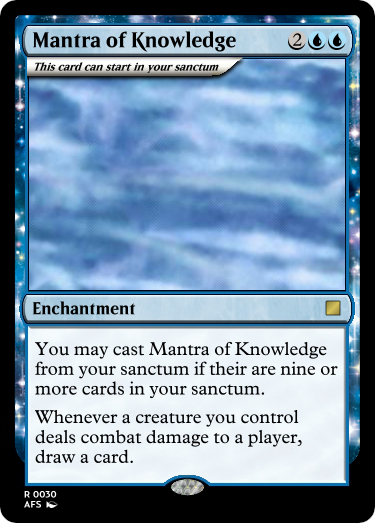 Mantra of Knowledge 2
This card can start in your sanctum
Enchantment
You may cast Mantra of Knowledge
from your sanctum if their are nine or
more cards in your sanctum.
Whenever a creature you control
deals combat damage to a player,
draw a card.
R 0030
AFS